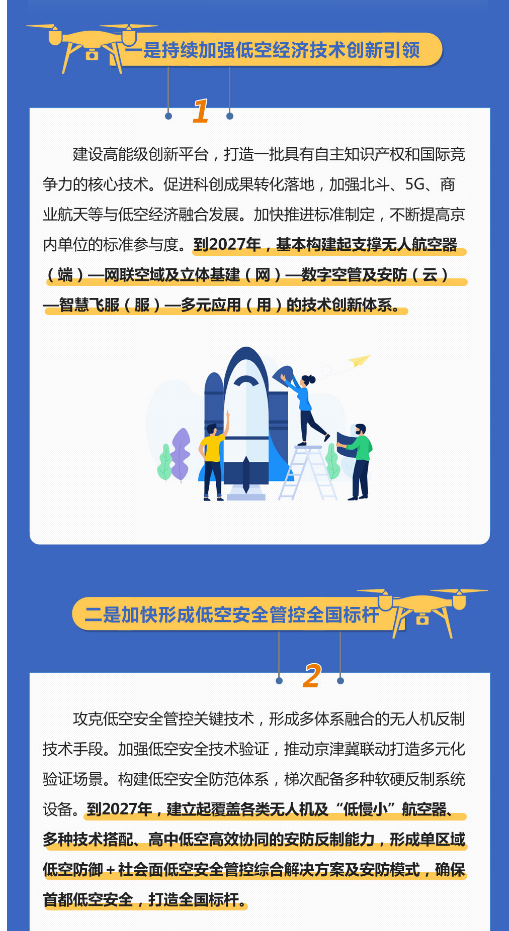 一是持续加强低空经济技术创新引领
1
建设高能级创新平台，打造一批具有自主知识产权和国际竞
争力的核心技术。促进科创成果转化落地，加强北斗、5G、商
业航天等与低空经济融合发展。加快推进标准制定，不断提高京
内单位的标准参与度。到2027年，基本构建起支撑无人航空器
（端）—网联空域及立体基建（网）—数字空管及安防（云）
—智慧飞服（服）—多元应用（用）的技术创新体系。
二是加快形成低空安全管控全国标杆
2
攻克低空安全管控关键技术，形成多体系融合的无人机反制
技术手段。加强低空安全技术验证，推动京津冀联动打造多元化
验证场景。构建低空安全防范体系，梯次配备多种软硬反制系统
设备。到2027年，建立起覆盖各类无人机及“低慢小”航空器、
多种技术搭配、高中低空高效协同的安防反制能力，形成单区域
低空防御＋社会面低空安全管控综合解决方案及安防模式，确保
首都低空安全，打造全国标杆。